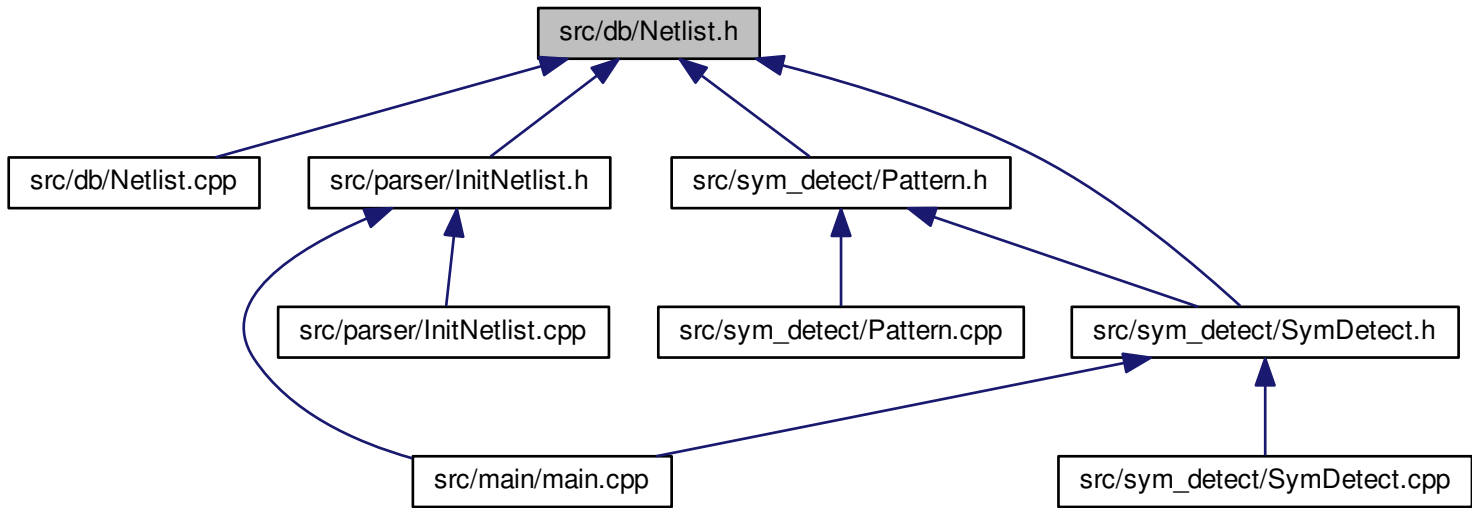 src/db/Netlist.h
src/db/Netlist.cpp
src/parser/InitNetlist.h
src/sym_detect/Pattern.h
src/parser/InitNetlist.cpp
src/sym_detect/Pattern.cpp
src/sym_detect/SymDetect.h
src/main/main.cpp
src/sym_detect/SymDetect.cpp